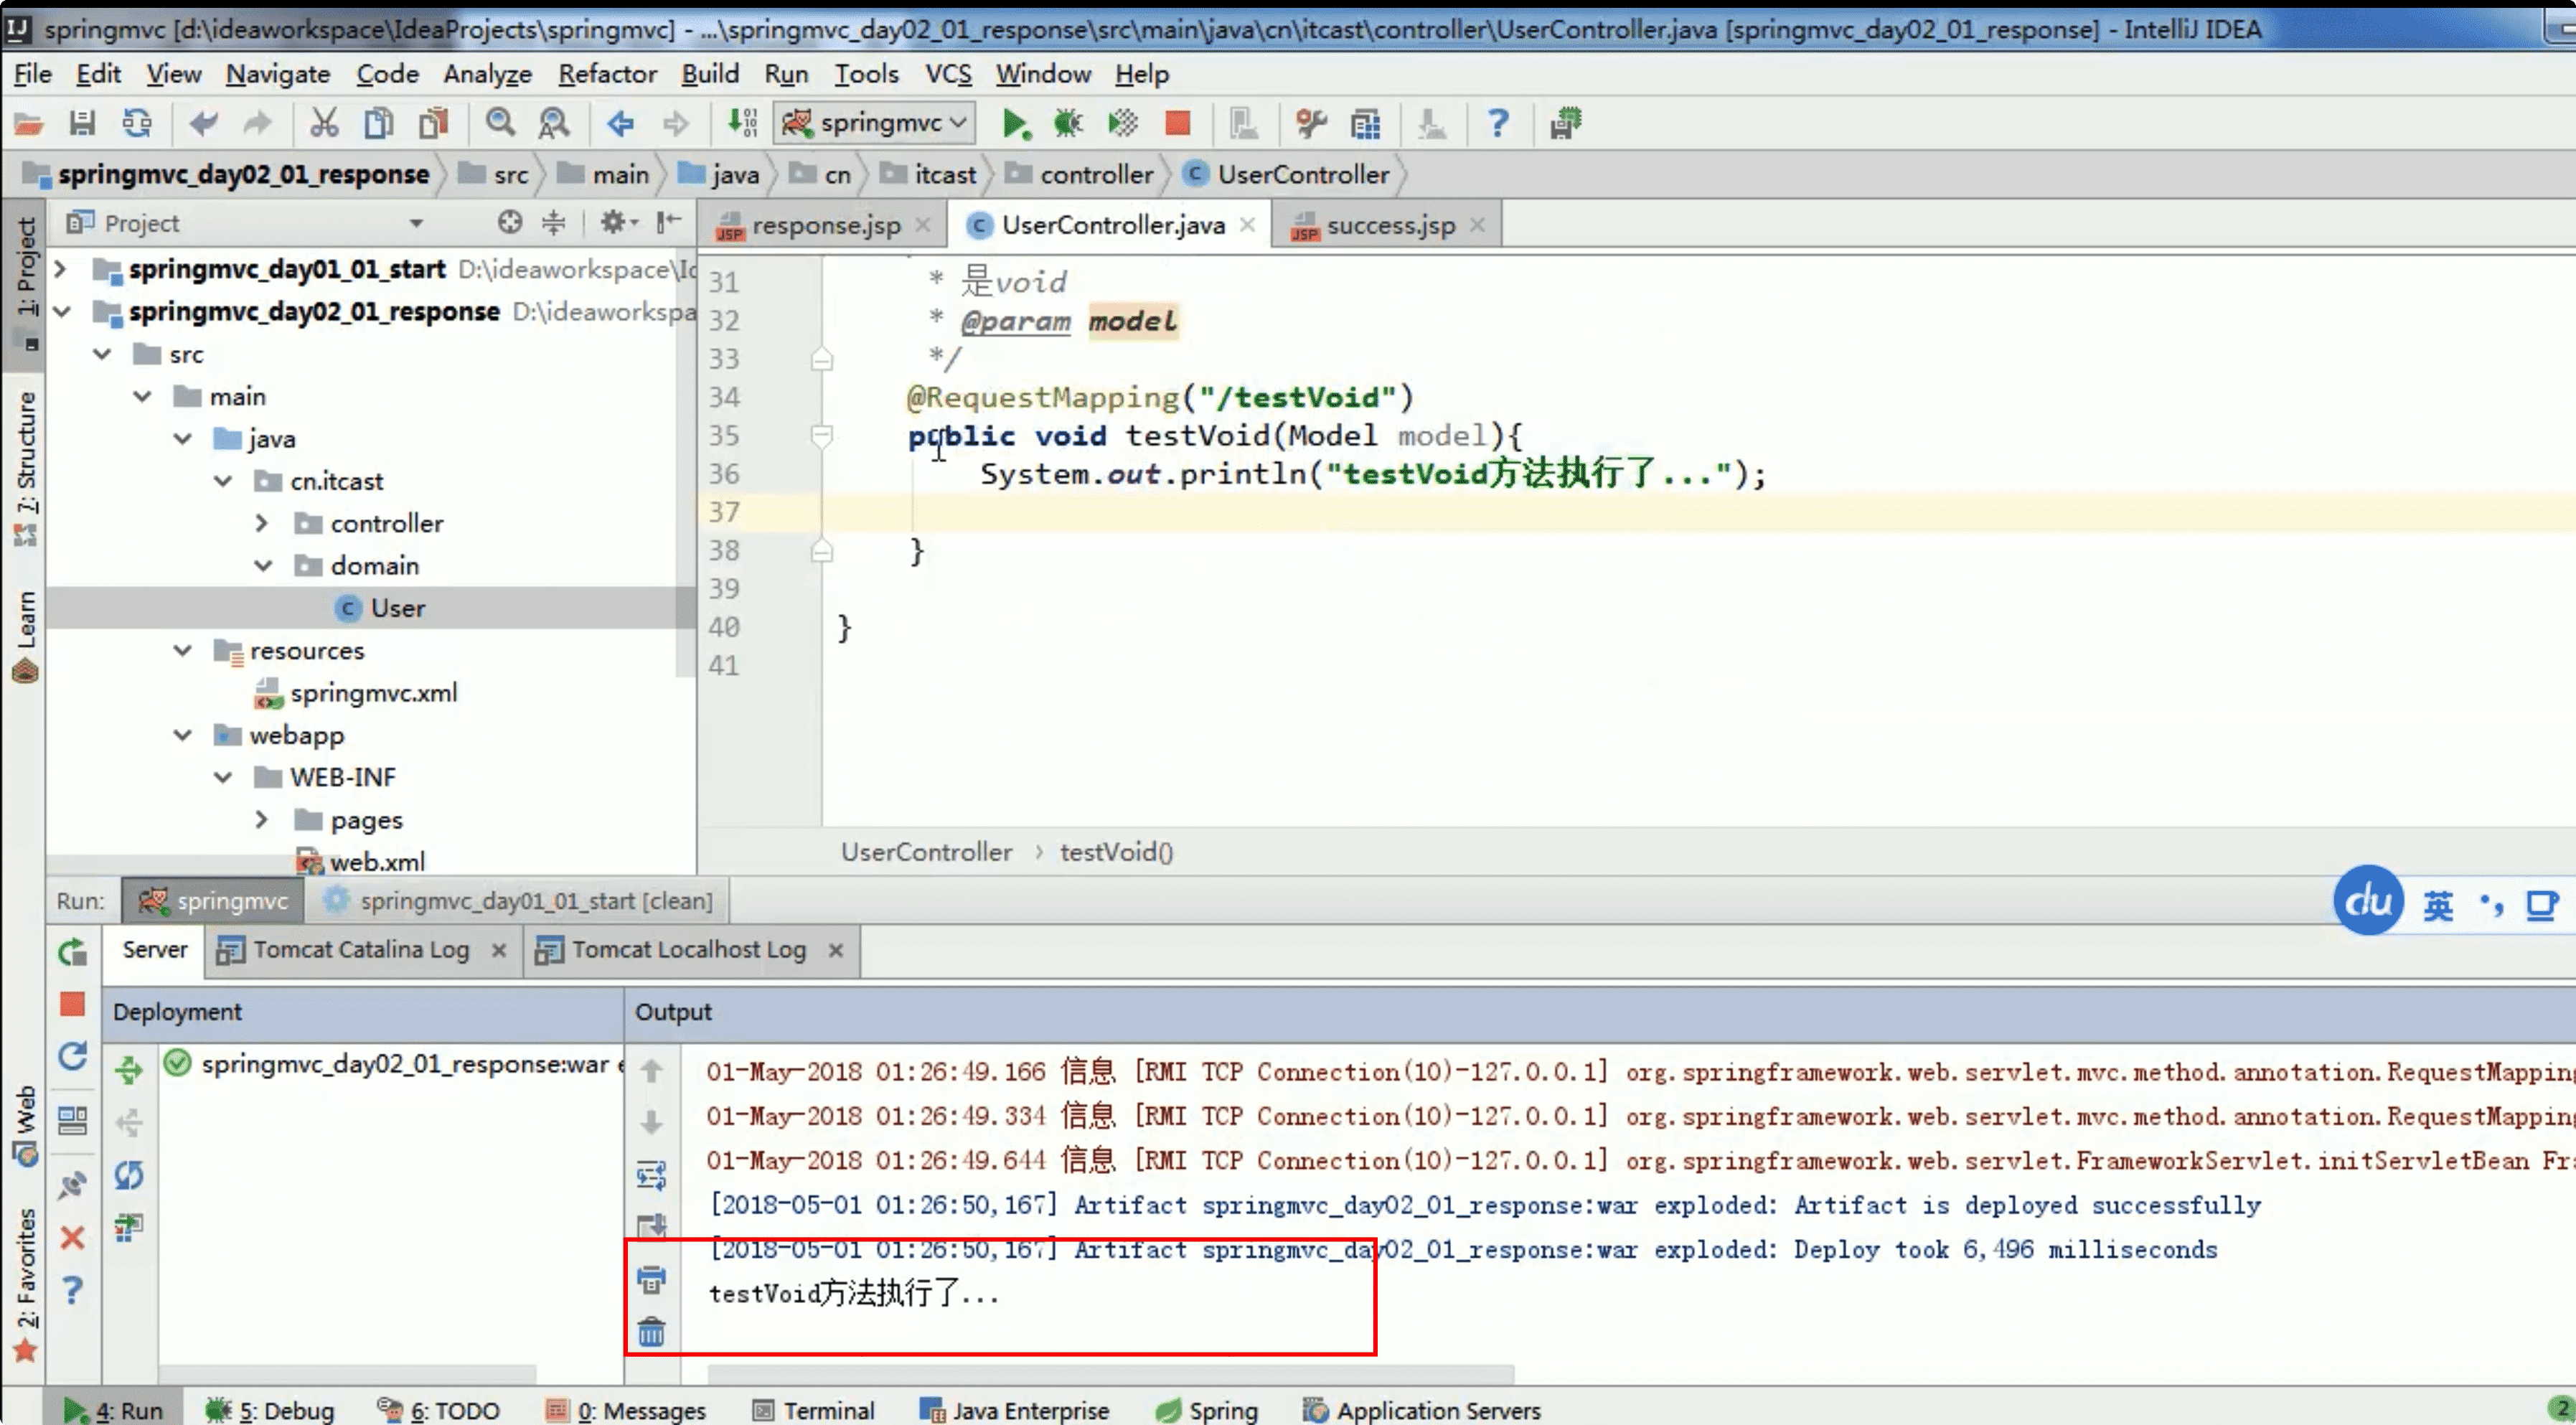 springmvc [d:\ideaworkspace\IdeaProjects\springmvc] - ...\springmvc_day02_01_response\src\main\java\cn\itcast\controller\UserController.java [springmvc_day02_01_response] - IntelliJ IDEA
File Edit View Navigate Code Analyze Refactor Build Run Tools VCS Window Help
springmvc
springmvc_day02_01_response src main java cn itcast controller UserController
Project
response.jsp UserController.java success.jsp
1: Project
7: Structure
Learn
Web
2: Favorites
springmvc_day01_01_start D:\ideaworkspace\
springmvc_day02_01_response D:\ideaworkspa
src
main
java
cn.itcast
controller
domain
User
resources
springmvc.xml
webapp
WEB-INF
pages
web.xml
31 * 是void
32 * @param model
33 */
34 @RequestMapping("/testVoid")
35 public void testVoid(Model model){
36 System.out.println("testVoid方法执行了...");
37
38 }
39
40 }
41
UserController › testVoid()
Run: springmvc springmvc_day01_01_start [clean]
du 英
Server Tomcat Catalina Log Tomcat Localhost Log
Deployment Output
springmvc_day02_01_response:war
01-May-2018 01:26:49.166 信息 [RMI TCP Connection(10)-127.0.0.1] org.springframework.web.servlet.mvc.method.annotation.RequestMapping
01-May-2018 01:26:49.334 信息 [RMI TCP Connection(10)-127.0.0.1] org.springframework.web.servlet.mvc.method.annotation.RequestMapping
01-May-2018 01:26:49.644 信息 [RMI TCP Connection(10)-127.0.0.1] org.springframework.web.servlet.FrameworkServlet.initServletBean Fr
[2018-05-01 01:26:50,167] Artifact springmvc_day02_01_response:war exploded: Artifact is deployed successfully
[2018-05-01 01:26:50,167] Artifact springmvc_day02_01_response:war exploded: Deploy took 6,496 milliseconds
testVoid方法执行了...
4: Run 5: Debug 6: TODO 0: Messages Terminal Java Enterprise Spring Application Servers 2